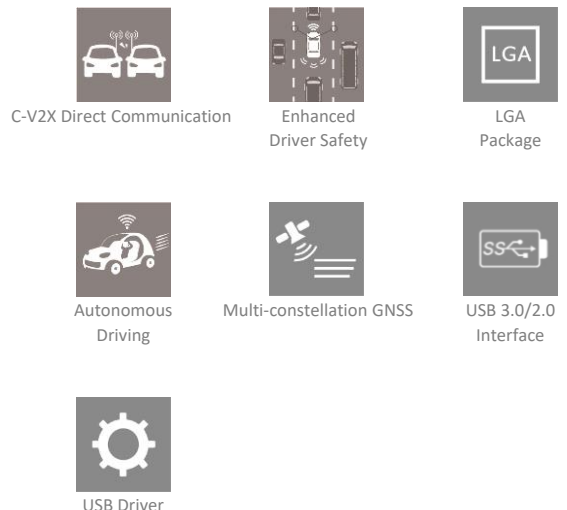 LGA
C-V2X Direct Communication
Enhanced
Driver Safety
LGA
Package
SS
Autonomous
Driving
Multi-constellation GNSS
USB 3.0/2.0
Interface
USB Driver